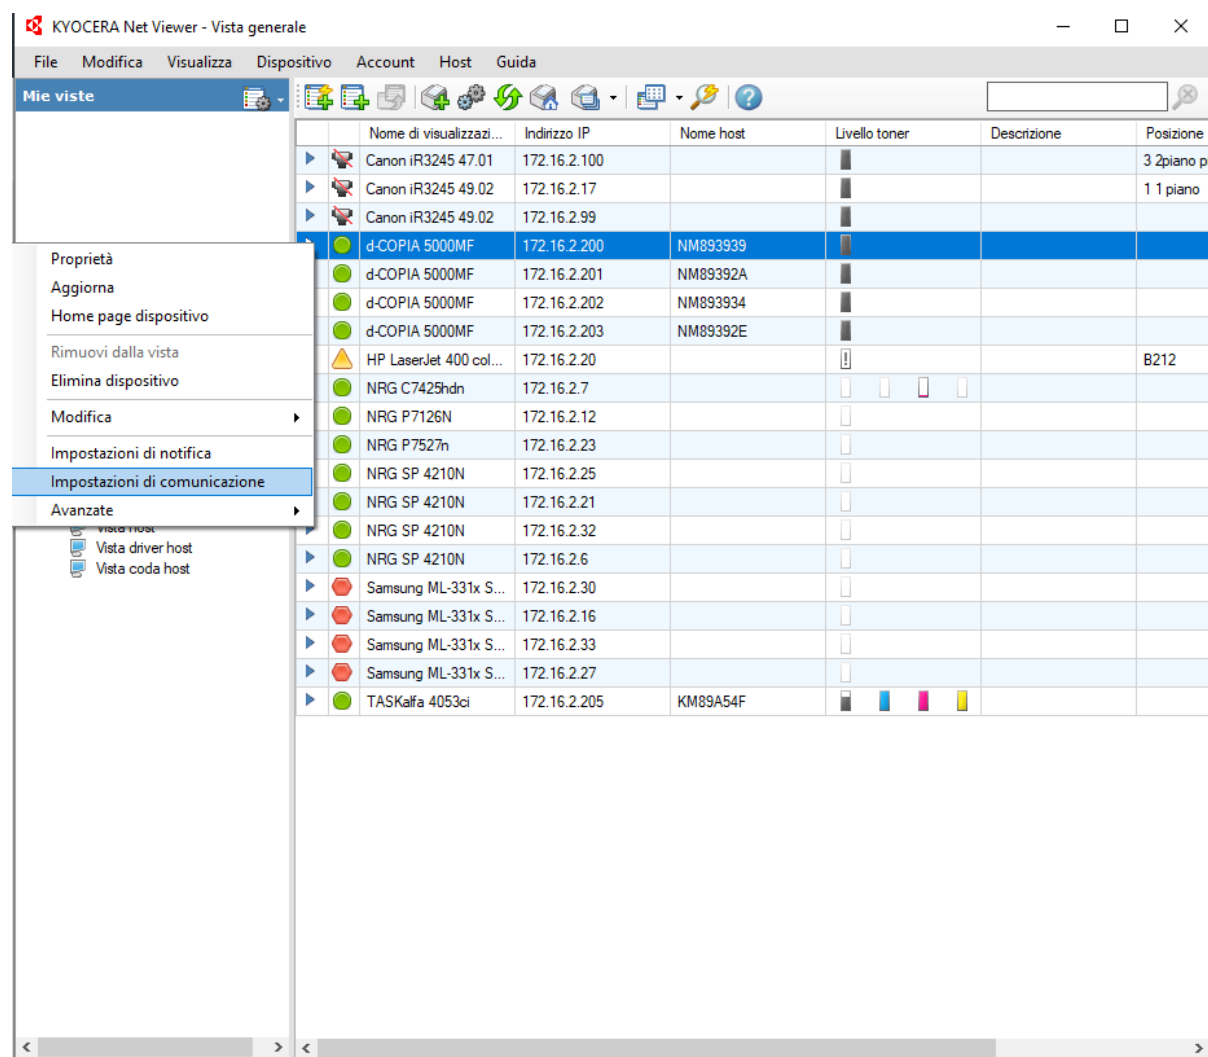 KYOCERA Net Viewer - Vista generale
File Modifica Visualizza Dispositivo Account Host Guida
Mie viste
Nome di visualizzazi... Indirizzo IP Nome host Livello toner Descrizione Posizione
Canon iR3245 47.01 172.16.2.100 3 2piano p
Canon iR3245 49.02 172.16.2.17 1 1 piano
Canon iR3245 49.02 172.16.2.99
d-COPIA 5000MF 172.16.2.200 NM893939
d-COPIA 5000MF 172.16.2.201 NM89392A
d-COPIA 5000MF 172.16.2.202 NM893934
d-COPIA 5000MF 172.16.2.203 NM89392E
HP LaserJet 400 col... 172.16.2.20 B212
NRG C7425hdn 172.16.2.7
NRG P7126N 172.16.2.12
NRG P7527n 172.16.2.23
NRG SP 4210N 172.16.2.25
NRG SP 4210N 172.16.2.21
NRG SP 4210N 172.16.2.32
NRG SP 4210N 172.16.2.6
Samsung ML-331x S... 172.16.2.30
Samsung ML-331x S... 172.16.2.16
Samsung ML-331x S... 172.16.2.33
Samsung ML-331x S... 172.16.2.27
TASKalfa 4053ci 172.16.2.205 KM89A54F
Proprietà
Aggiorna
Home page dispositivo
Rimuovi dalla vista
Elimina dispositivo
Modifica
Impostazioni di notifica
Impostazioni di comunicazione
Avanzate
Vista host
Vista driver host
Vista coda host